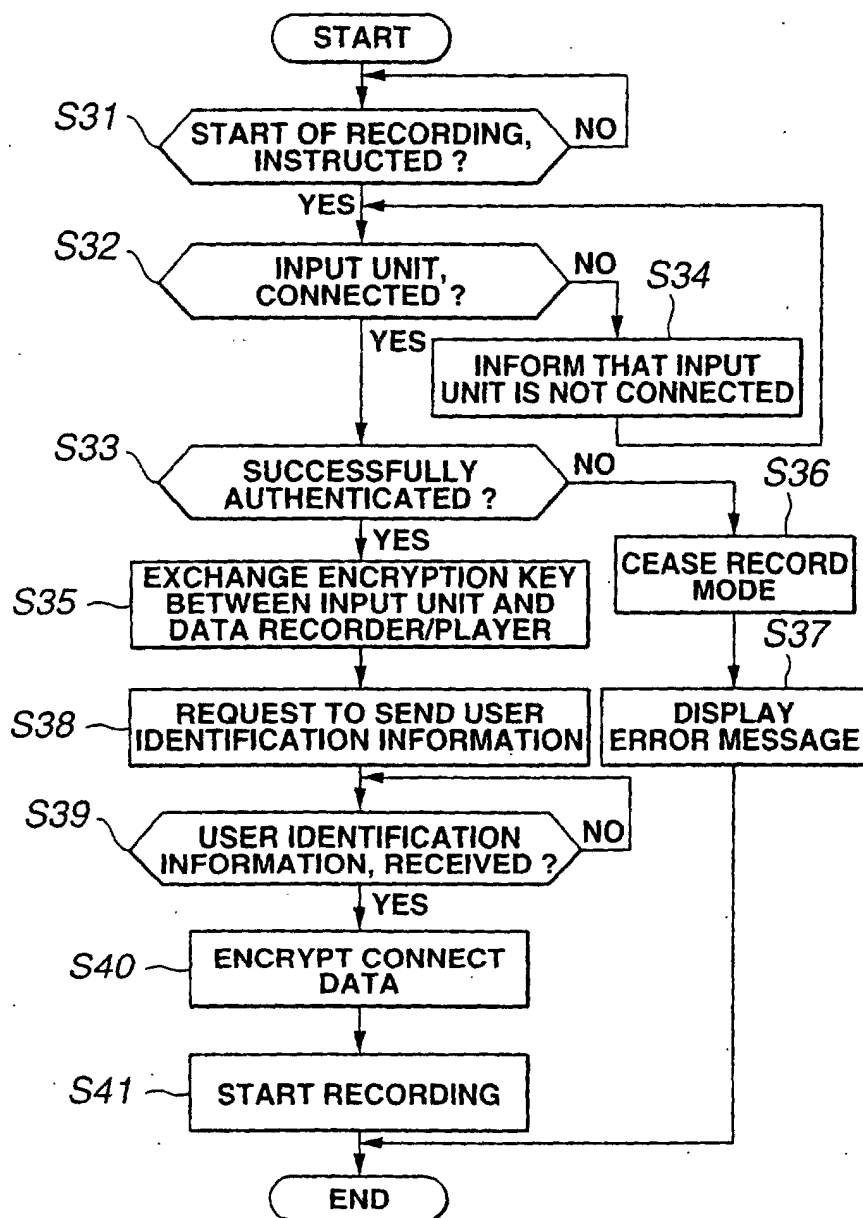 START
S31
START OF RECORDING,
INSTRUCTED ?
NO
YES
S32
INPUT UNIT,
CONNECTED ?
NO
YES
S34
INFORM THAT INPUT
UNIT IS NOT CONNECTED
S33
SUCCESSFULLY
AUTHENTICATED ?
NO
YES
S36
CEASE RECORD
MODE
S35
EXCHANGE ENCRYPTION KEY
BETWEEN INPUT UNIT AND
DATA RECORDER/PLAYER
S37
DISPLAY
ERROR MESSAGE
S38
REQUEST TO SEND USER
IDENTIFICATION INFORMATION
S39
USER IDENTIFICATION
INFORMATION, RECEIVED ?
NO
YES
S40
ENCRYPT CONNECT
DATA
S41
START RECORDING
END